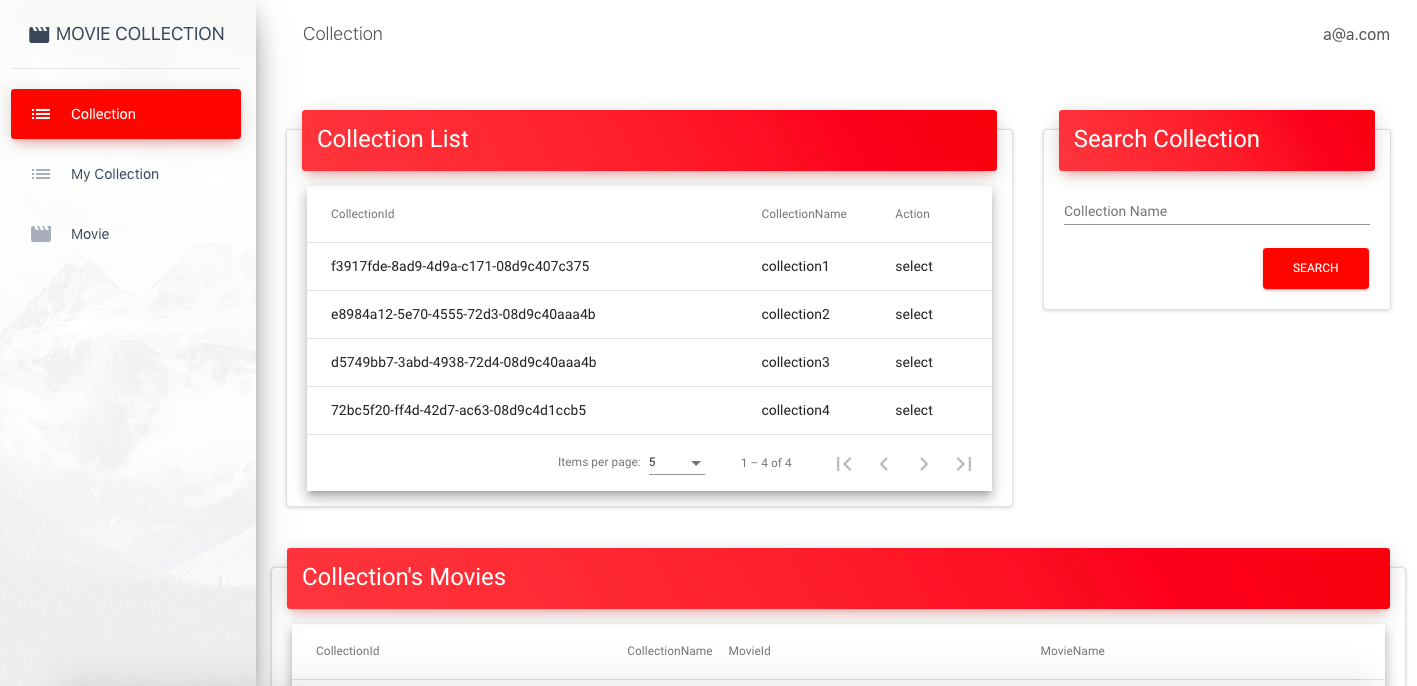 MOVIE COLLECTION
Collection
My Collection
Movie
Collection
a@a.com
Collection List
CollectionId CollectionName Action
f3917fde-8ad9-4d9a-c171-08d9c407c375 collection1 select
e8984a12-5e70-4555-72d3-08d9c40aaa4b collection2 select
d5749bb7-3abd-4938-72d4-08d9c40aaa4b collection3 select
72bc5f20-ff4d-42d7-ac63-08d9c4d1ccb5 collection4 select
Items per page: 5 1 – 4 of 4
Search Collection
Collection Name
SEARCH
Collection's Movies
CollectionId CollectionName MovieId MovieName